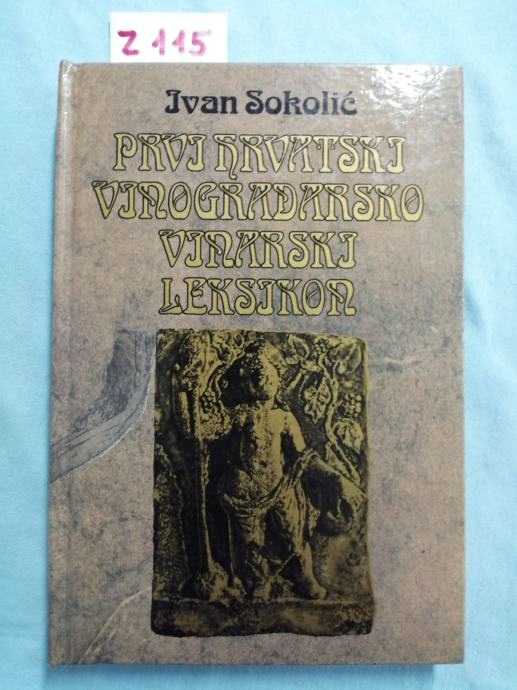 Z 115
Ivan Sokolić
PRVI HRVATSKI
VINOGRADARSKO
VINARSKI
LEKSIKON